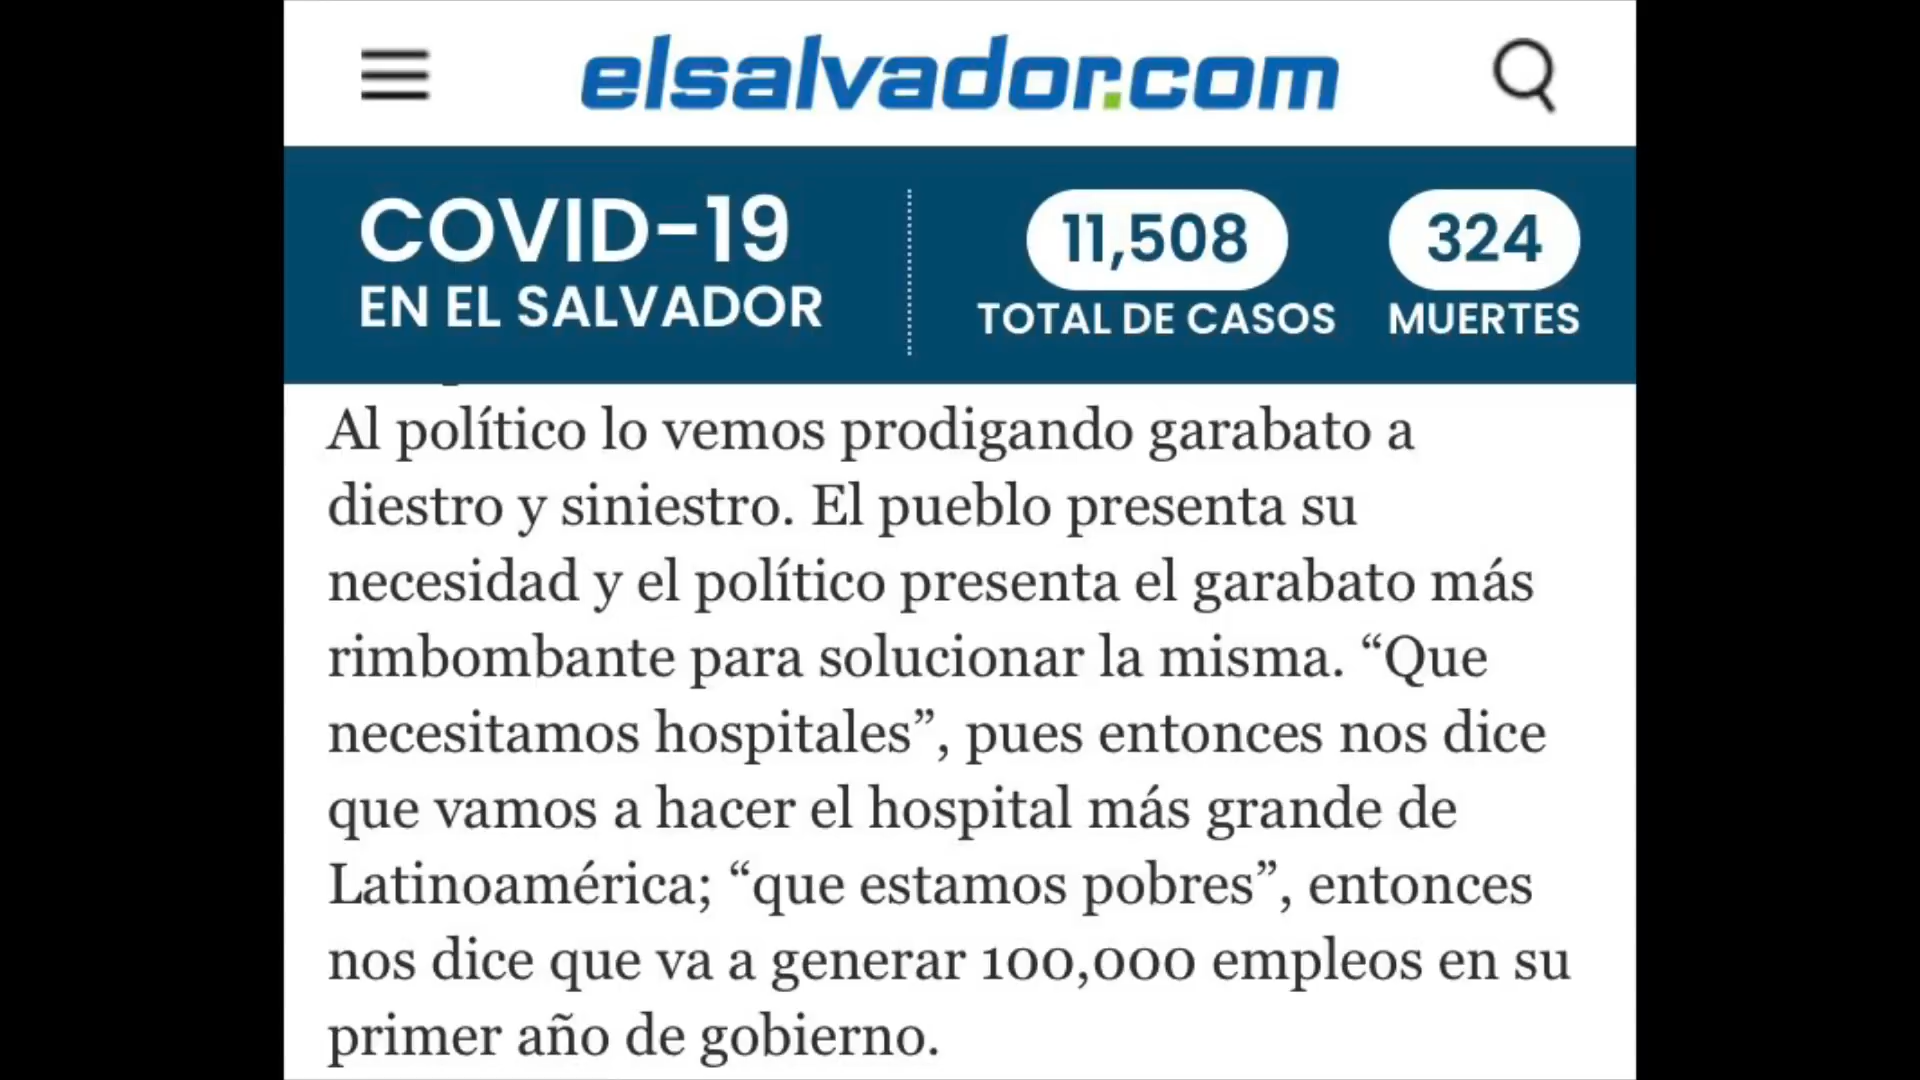 elsalvador.com
COVID-19
EN EL SALVADOR
11,508
TOTAL DE CASOS
324
MUERTES
Al político lo vemos prodigando garabato a
diestro y siniestro. El pueblo presenta su
necesidad y el político presenta el garabato más
rimbombante para solucionar la misma. “Que
necesitamos hospitales”, pues entonces nos dice
que vamos a hacer el hospital más grande de
Latinoamérica; “que estamos pobres”, entonces
nos dice que va a generar 100,000 empleos en su
primer año de gobierno.